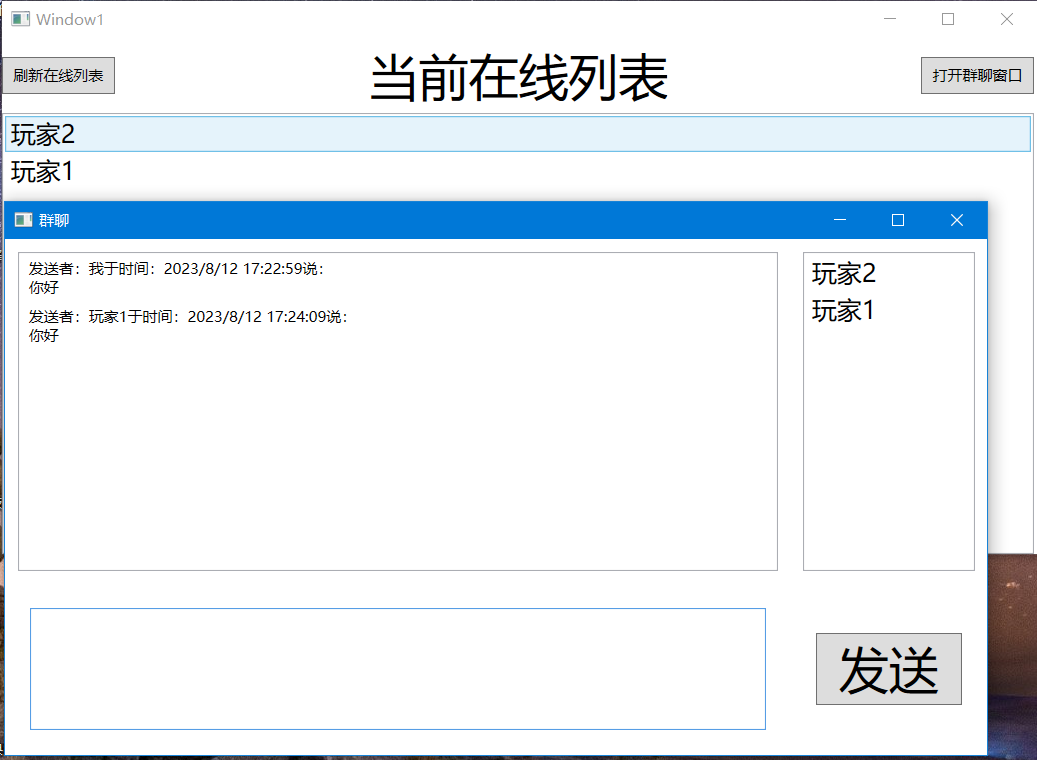 Window1
刷新在线列表
当前在线列表
打开群聊窗口
玩家2
玩家1
群聊
发送者：我于时间：2023/8/12 17:22:59说：
你好
发送者：玩家1于时间：2023/8/12 17:24:09说：
你好
玩家2
玩家1
发送